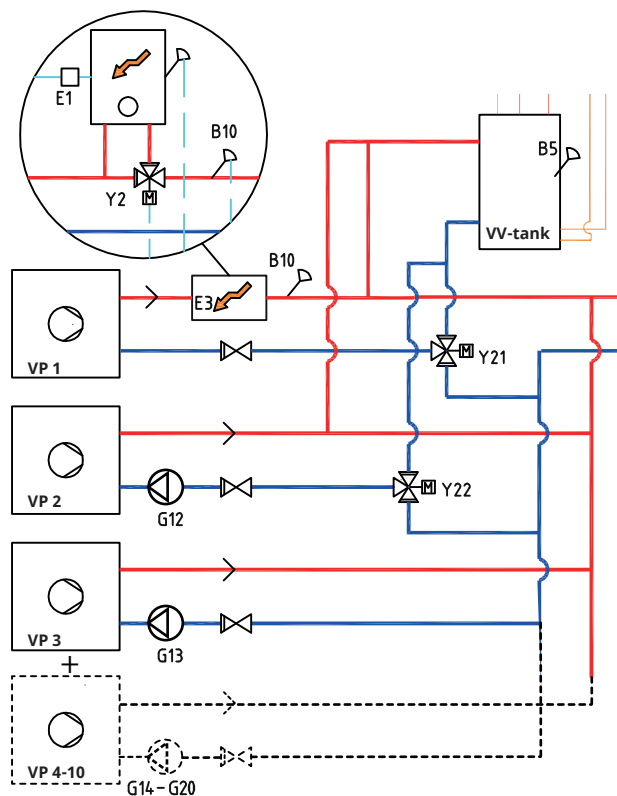 E1
B10
Y2
M
B5
VV-tank
B10
E3
VP 1
M
Y21
VP 2
G12
M
Y22
VP 3
G13
+
VP 4-10
G14-G20